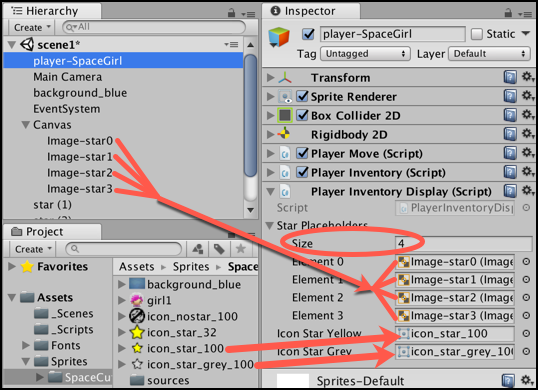 Hierarchy
Create
All
scene1*
player-SpaceGirl
Main Camera
background_blue
EventSystem
Canvas
Image-star0
Image-star1
Image-star2
Image-star3
star (1)
Project
Create
Favorites
Assets
_Scenes
_Scripts
Fonts
Sprites
SpaceCu
Assets ▸ Sprites ▸ Space
background_blue
girl1
icon_nostar_100
icon_star_32
icon_star_100
icon_star_grey_100
sources
Inspector
player-SpaceGirl Static
Tag Untagged Layer Default
Transform
Sprite Renderer
Box Collider 2D
Rigidbody 2D
Player Move (Script)
Player Inventory (Script)
Player Inventory Display (Script)
Script PlayerInventoryDisp
Star Placeholders
Size 4
Element 0 Image-star0 (Image
Element 1 Image-star1 (Image
Element 2 Image-star2 (Image
Element 3 Image-star3 (Image
Icon Star Yellow icon_star_100
Icon Star Grey icon_star_grey_100
Sprites-Default